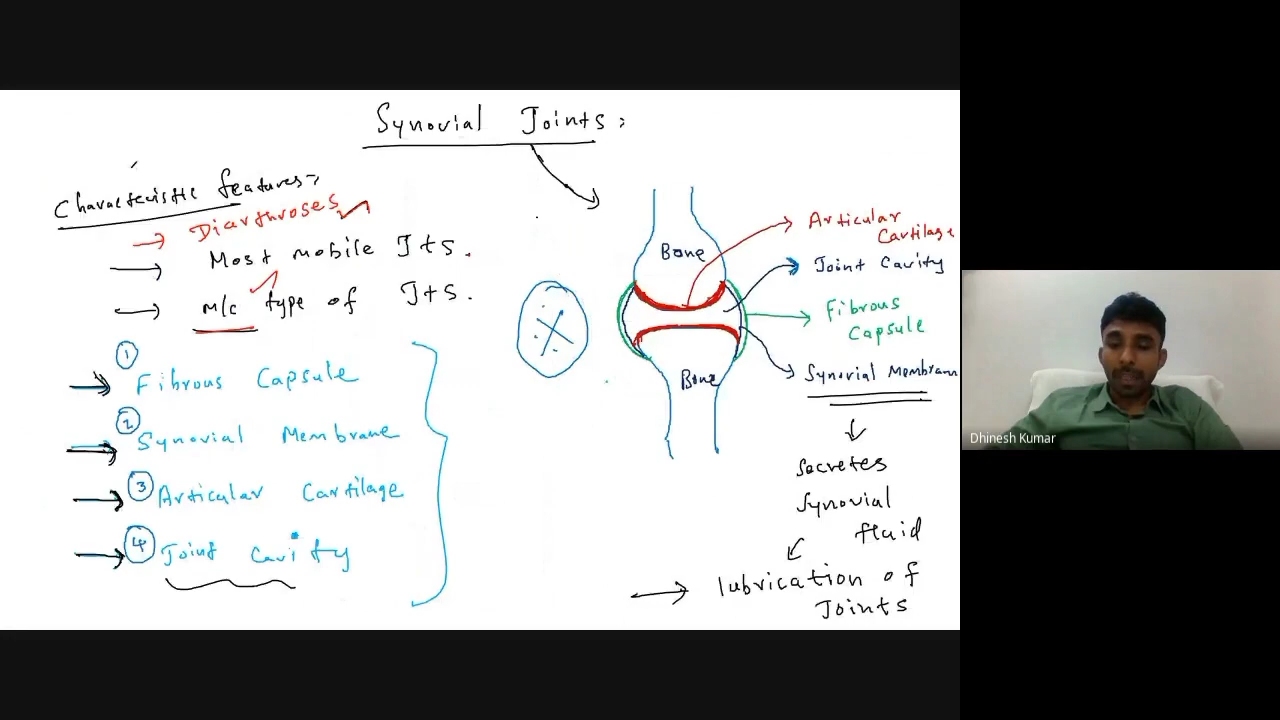 Synovial Joints :
Characteristic features :-
Diarthroses
Most mobile Jts.
M/c type of Jts.
1 Fibrous Capsule
2 Synovial Membrane
3 Articular Cartilage
4 Joint Cavity
Bone
Bone
Articular
Cartilage
Joint Cavity
Fibrous
Capsule
Synovial Membrane
secretes
synovial
fluid
lubrication of
Joints
Dhinesh Kumar